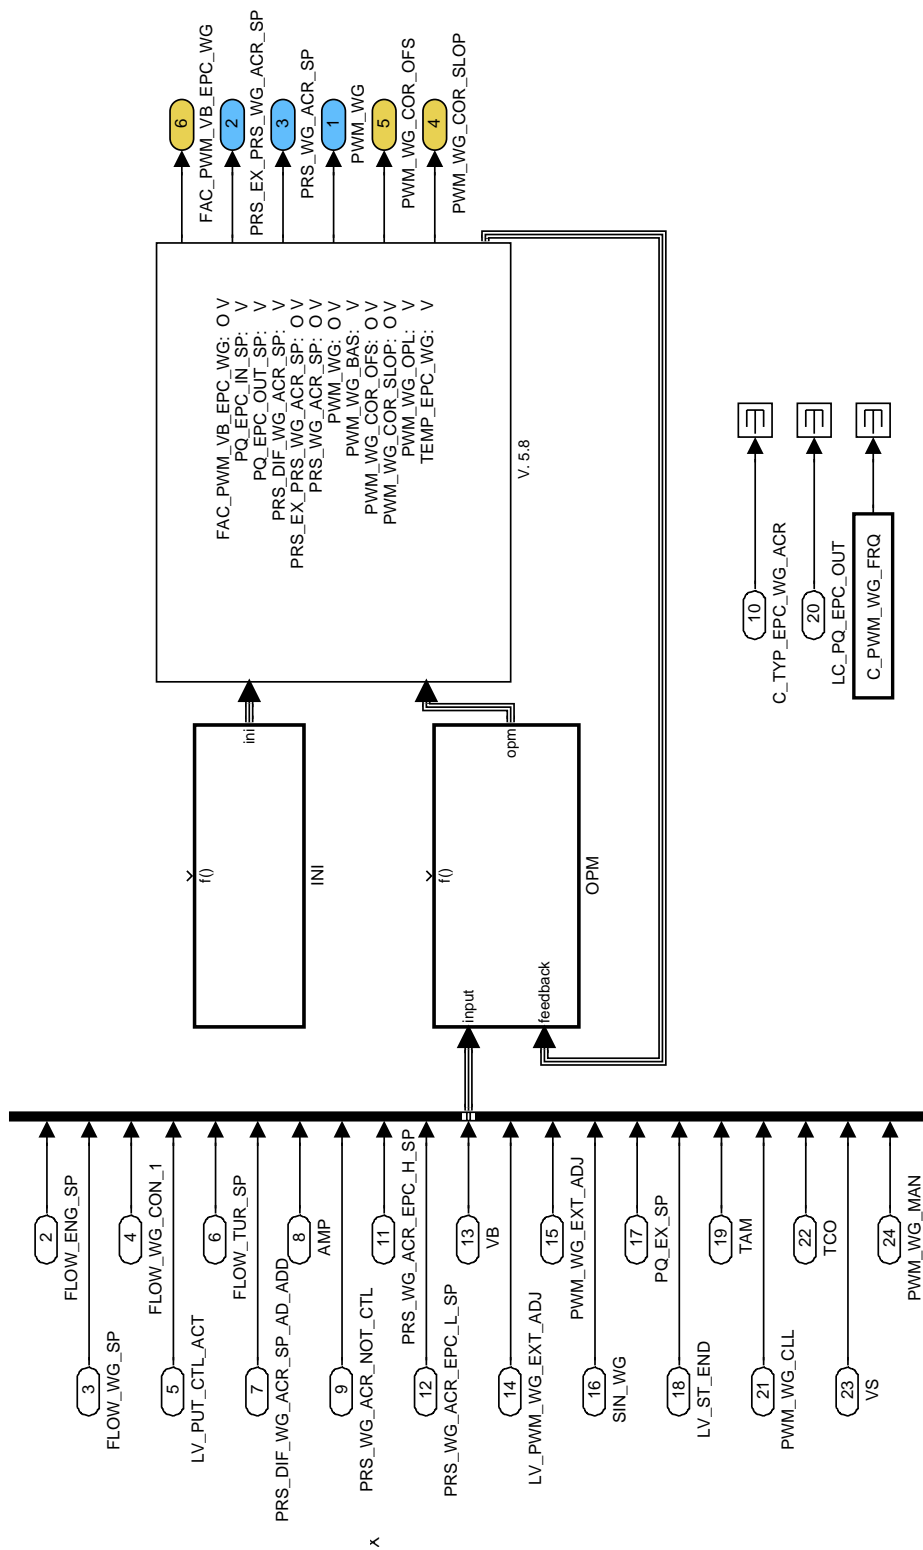 2
FLOW_ENG_SP
3
FLOW_WG_SP
4
FLOW_WG_CON_1
5
LV_PUT_CTL_ACT
6
FLOW_TUR_SP
7
PRS_DIF_WG_ACR_SP_AD_ADD
8
AMP
9
PRS_WG_ACR_NOT_CTL
11
PRS_WG_ACR_EPC_H_SP
12
PRS_WG_ACR_EPC_L_SP
13
VB
14
LV_PWM_WG_EXT_ADJ
15
PWM_WG_EXT_ADJ
16
SIN_WG
17
PQ_EX_SP
18
LV_ST_END
19
TAM
21
PWM_WG_CLL
22
TCO
23
VS
24
PWM_WG_MAN
x
f()
ini
INI
f()
input
feedback
opm
OPM
FAC_PWM_VB_EPC_WG: O V
PQ_EPC_IN_SP: V
PQ_EPC_OUT_SP: V
PRS_DIF_WG_ACR_SP: V
PRS_EX_PRS_WG_ACR_SP: O V
PRS_WG_ACR_SP: O V
PWM_WG: O V
PWM_WG_BAS: V
PWM_WG_COR_OFS: O V
PWM_WG_COR_SLOP: O V
PWM_WG_OPL: V
TEMP_EPC_WG: V
V. 5.8
6
FAC_PWM_VB_EPC_WG
2
PRS_EX_PRS_WG_ACR_SP
3
PRS_WG_ACR_SP
1
PWM_WG
5
PWM_WG_COR_OFS
4
PWM_WG_COR_SLOP
10
C_TYP_EPC_WG_ACR
20
LC_PQ_EPC_OUT
C_PWM_WG_FRQ